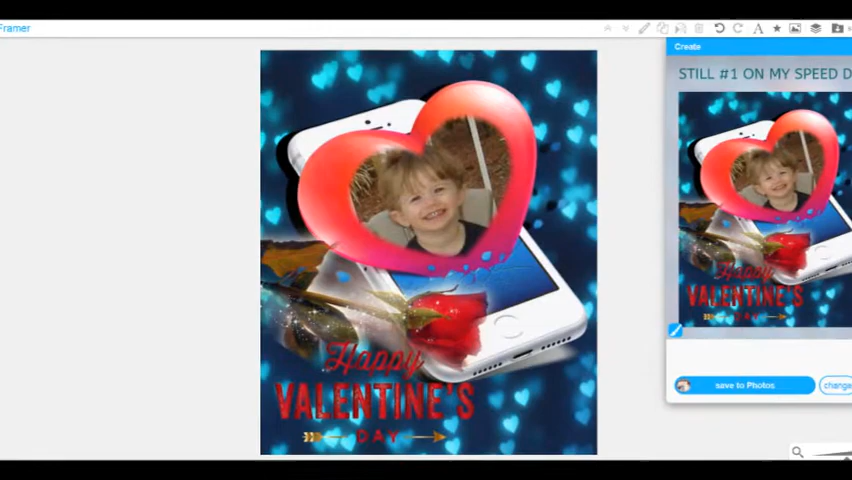 Framer
Create
STILL #1 ON MY SPEED D
Happy
VALENTINE'S
DAY
Happy
VALENTINE'S
DAY
save to Photos
change